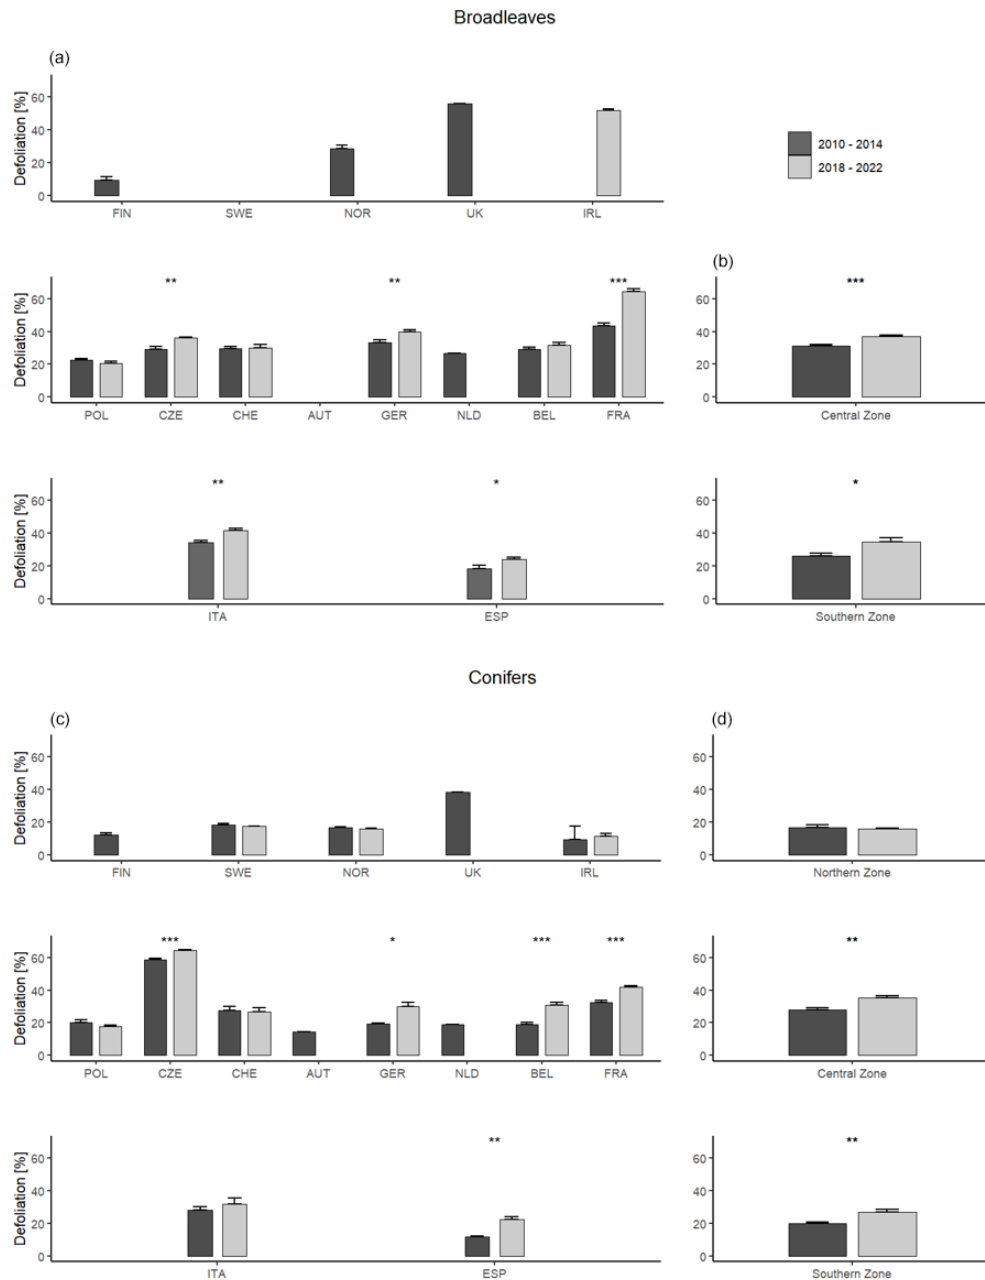 Broadleaves
(a)
Defoliation [%]
60
40
20
0
FIN SWE NOR UK IRL
2010 - 2014
2018 - 2022
** ** ***
Defoliation [%]
60
40
20
0
POL CZE CHE AUT GER NLD BEL FRA
(b)
***
60
40
20
0
Central Zone
** *
Defoliation [%]
60
40
20
0
ITA ESP
*
60
40
20
0
Southern Zone
Conifers
(c)
Defoliation [%]
60
40
20
0
FIN SWE NOR UK IRL
(d)
60
40
20
0
Northern Zone
*** * *** ***
Defoliation [%]
60
40
20
0
POL CZE CHE AUT GER NLD BEL FRA
**
60
40
20
0
Central Zone
**
Defoliation [%]
60
40
20
0
ITA ESP
**
60
40
20
0
Southern Zone